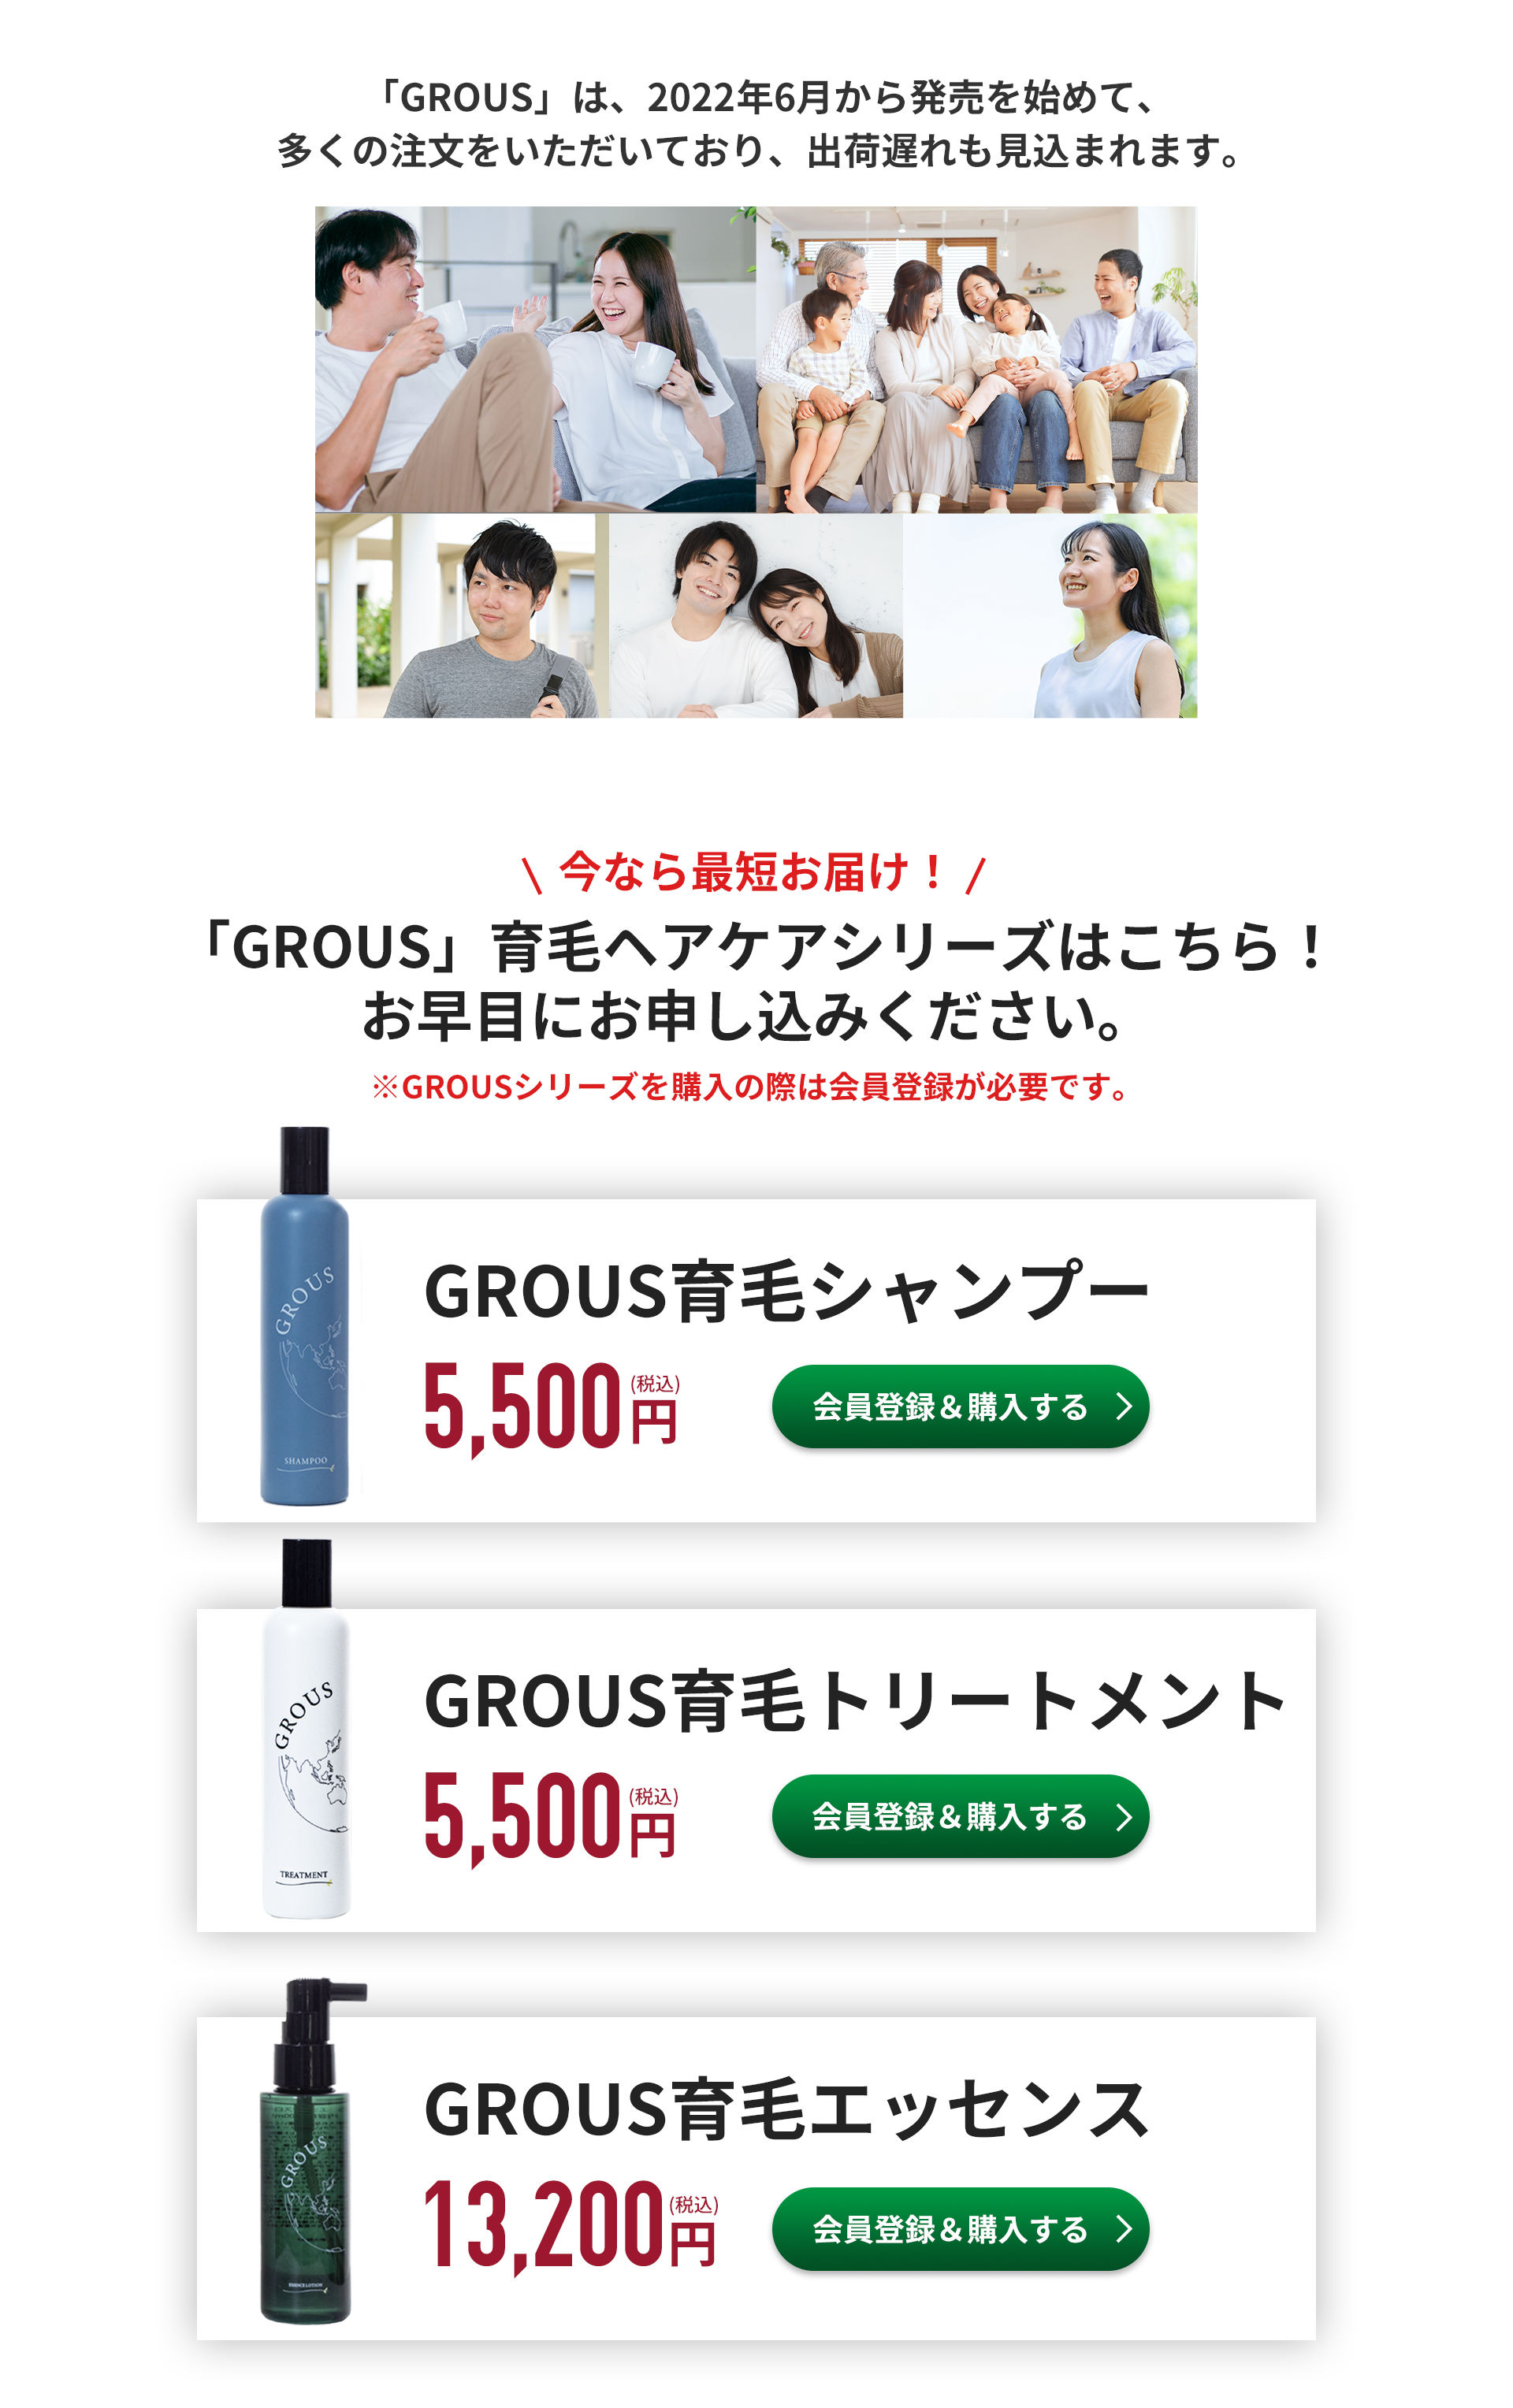 「GROUS」は、2022年6月から発売を始めて、
多くの注文をいただいており、出荷遅れも見込まれます。
\ 今なら最短お届け！ /
「GROUS」育毛ヘアケアシリーズはこちら！
お早目にお申し込みください。
※GROUSシリーズを購入の際は会員登録が必要です。
GROUS
SHAMPOO
GROUS育毛シャンプー
5,500(税込)円
会員登録＆購入する
GROUS
TREATMENT
GROUS育毛トリートメント
5,500(税込)円
会員登録＆購入する
GROUS
ESSENCE LOTION
GROUS育毛エッセンス
13,200(税込)円
会員登録＆購入する